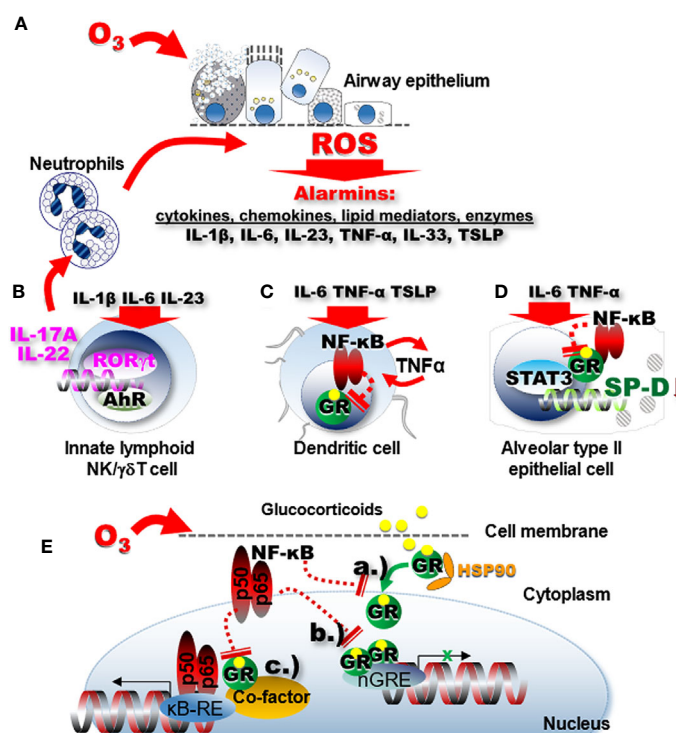 A
O3
Airway epithelium
ROS
Neutrophils
Alarmins:
cytokines, chemokines, lipid mediators, enzymes
IL-1β, IL-6, IL-23, TNF-α, IL-33, TSLP
B
IL-1β IL-6 IL-23
IL-17A
IL-22
RORγt
AhR
Innate lymphoid
NK/γδT cell
C
IL-6 TNF-α TSLP
NF-κB
TNFα
GR
Dendritic cell
D
IL-6 TNF-α
NF-κB
GR
STAT3
SP-D
Alveolar type II
epithelial cell
E
O3
Glucocorticoids
Cell membrane
NF-κB
p50
p65
a.)
GR
HSP90
Cytoplasm
GR
b.)
GR
GR
nGRE
x
p50
p65
GR
c.)
Co-factor
κB-RE
Nucleus